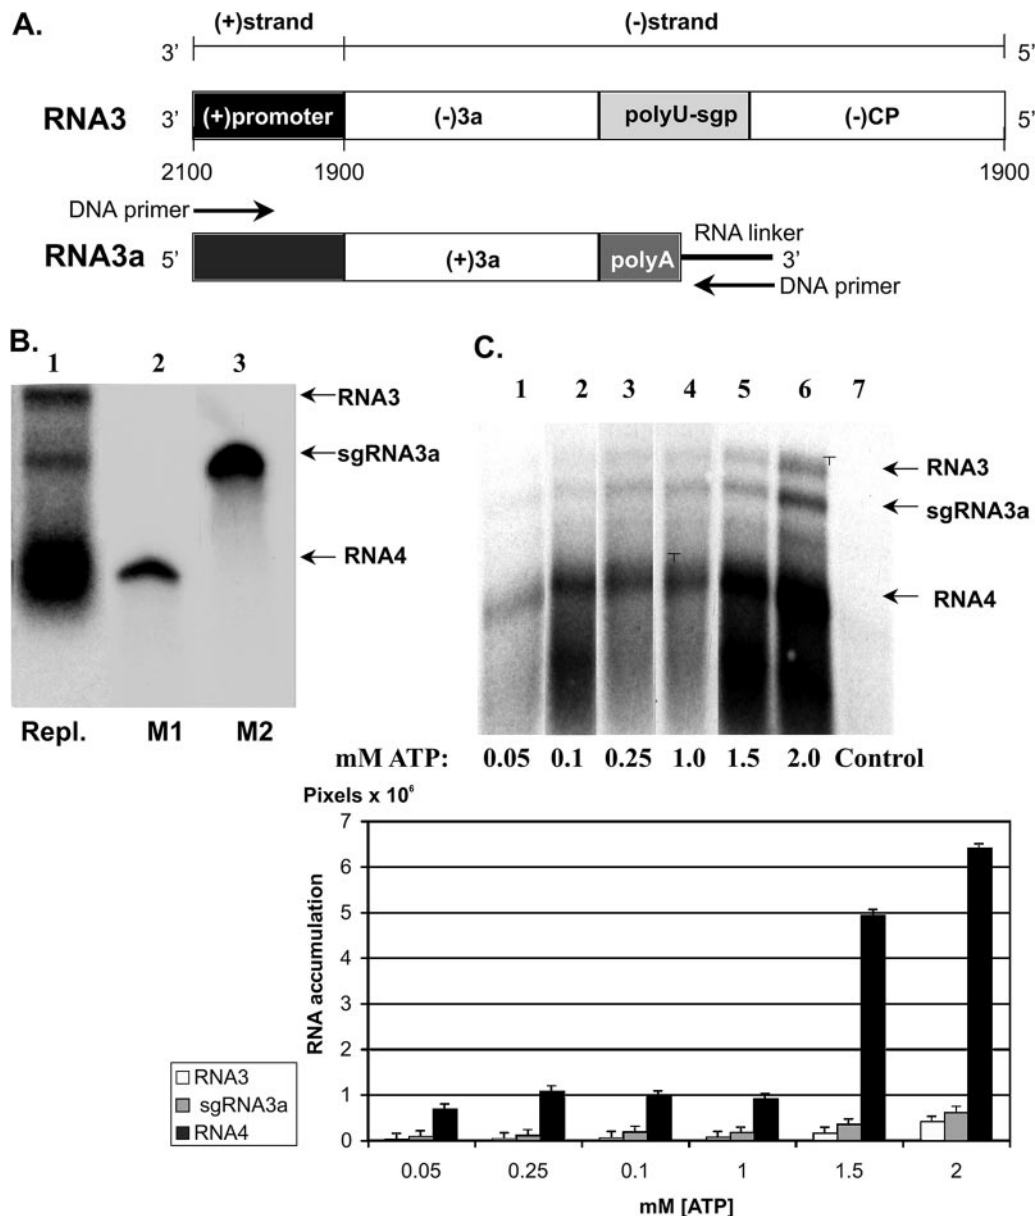 A.
(+)strand (-)strand
3’ 5’
RNA3 3’ (+)promoter (-)3a polyU-sgp (-)CP 5’
2100 1900 1900
DNA primer
RNA linker
RNA3a 5’ (+)3a polyA 3’
DNA primer
B.
1 2 3
RNA3
sgRNA3a
RNA4
Repl. M1 M2
C.
1 2 3 4 5 6 7
RNA3
sgRNA3a
RNA4
mM ATP: 0.05 0.1 0.25 1.0 1.5 2.0 Control
Pixels x 10⁶
7
6
5
4
3
2
1
0
RNA accumulation
RNA3
sgRNA3a
RNA4
0.05 0.25 0.1 1 1.5 2
mM [ATP]